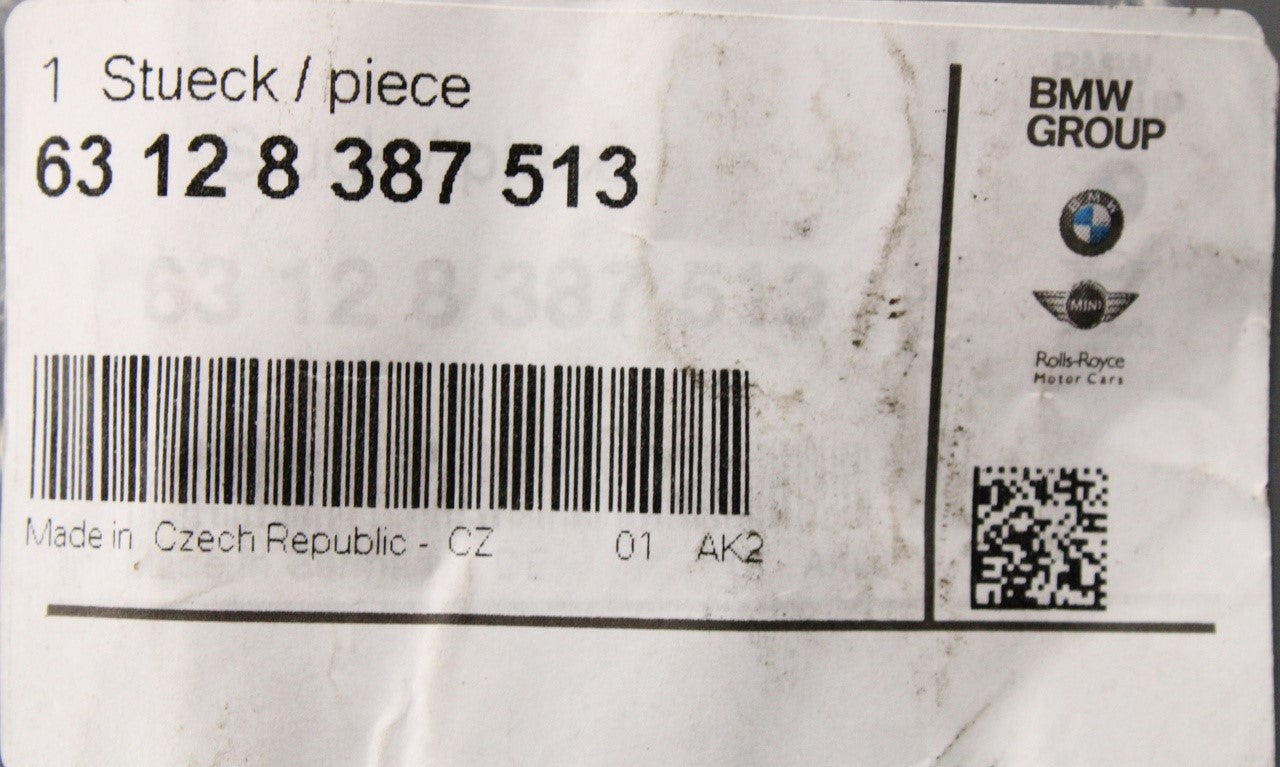 1 Stueck / piece
63 12 8 387 513
Made in Czech Republic - CZ 01 AK2
BMW
GROUP
BMW
MINI
Rolls-Royce
Motor Cars
63 12 8 387 513